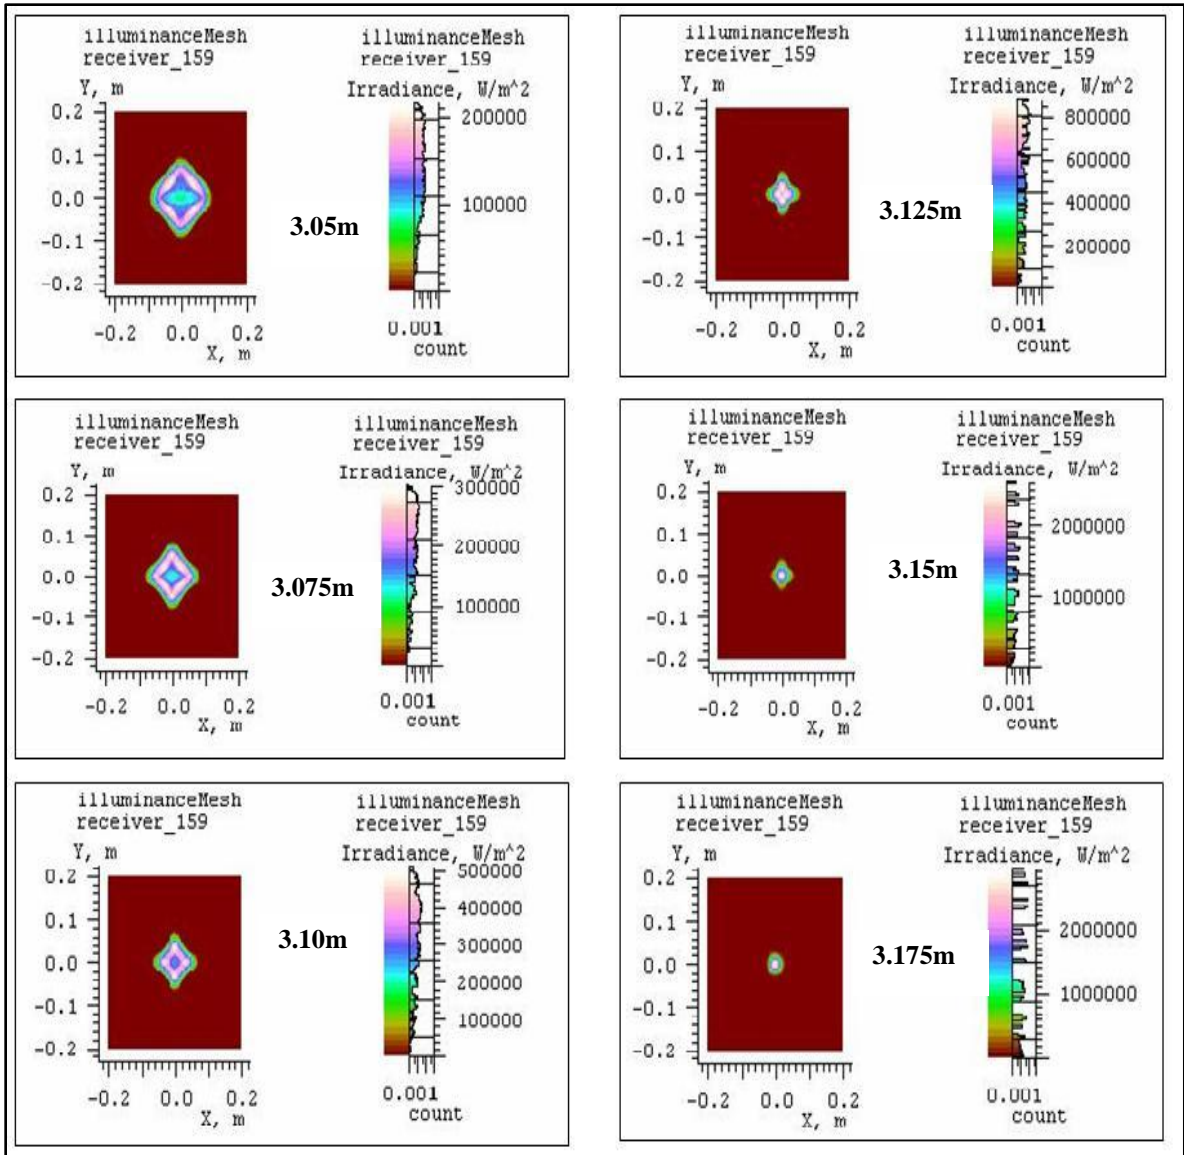 illuminanceMesh
receiver_159
Y, m
0.2
0.1
0.0
-0.1
-0.2
-0.2 0.0 0.2
X, m
3.05m
illuminanceMesh
receiver_159
Irradiance, W/m^2
200000
100000
0.001
count
illuminanceMesh
receiver_159
Y, m
0.2
0.1
0.0
-0.1
-0.2
-0.2 0.0 0.2
X, m
3.125m
illuminanceMesh
receiver_159
Irradiance, W/m^2
800000
600000
400000
200000
0.001
count
illuminanceMesh
receiver_159
Y, m
0.2
0.1
0.0
-0.1
-0.2
-0.2 0.0 0.2
X, m
3.075m
illuminanceMesh
receiver_159
Irradiance, W/m^2
300000
200000
100000
0.001
count
illuminanceMesh
receiver_159
Y, m
0.2
0.1
0.0
-0.1
-0.2
-0.2 0.0 0.2
X, m
3.15m
illuminanceMesh
receiver_159
Irradiance, W/m^2
2000000
1000000
0.001
count
illuminanceMesh
receiver_159
Y, m
0.2
0.1
0.0
-0.1
-0.2
-0.2 0.0 0.2
X, m
3.10m
illuminanceMesh
receiver_159
Irradiance, W/m^2
500000
400000
300000
200000
100000
0.001
count
illuminanceMesh
receiver_159
Y, m
0.2
0.1
0.0
-0.1
-0.2
-0.2 0.0 0.2
X, m
3.175m
illuminanceMesh
receiver_159
Irradiance, W/m^2
2000000
1000000
0.001
count